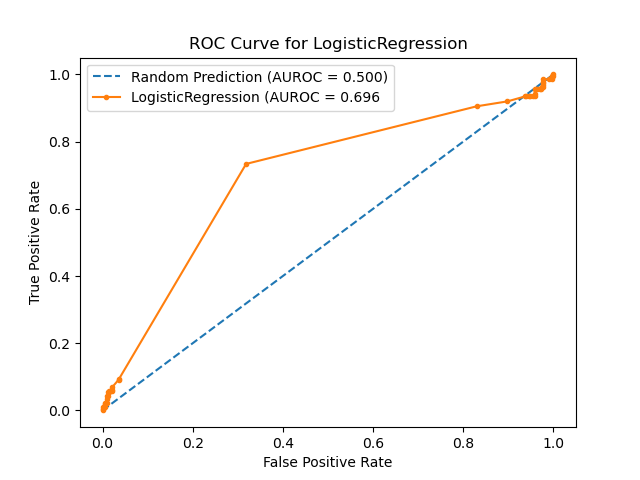 ROC Curve for LogisticRegression
Random Prediction (AUROC = 0.500)
LogisticRegression (AUROC = 0.696
True Positive Rate
1.0
0.8
0.6
0.4
0.2
0.0
0.0 0.2 0.4 0.6 0.8 1.0
False Positive Rate